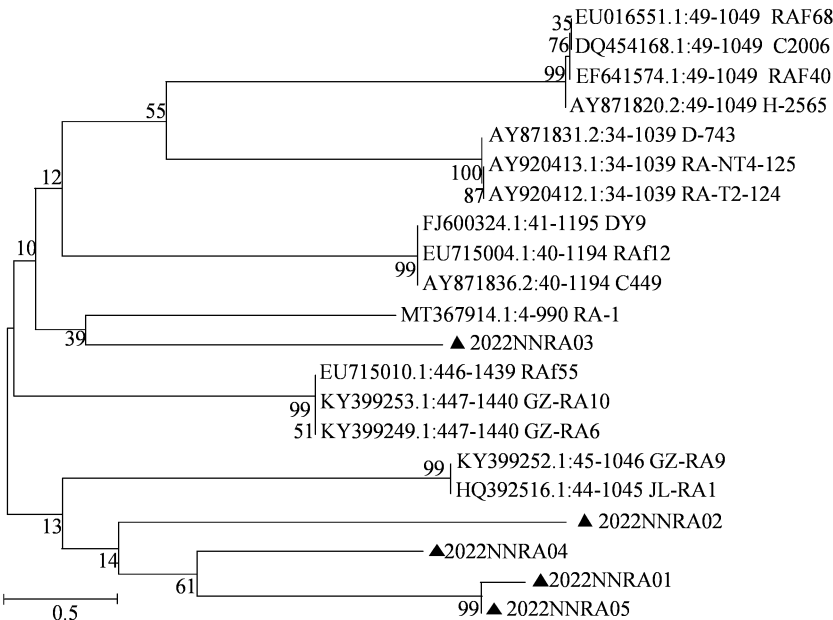 35 EU016551.1:49-1049 RAF68
76 DQ454168.1:49-1049 C2006
99 EF641574.1:49-1049 RAF40
AY871820.2:49-1049 H-2565
55
AY871831.2:34-1039 D-743
100 AY920413.1:34-1039 RA-NT4-125
12
87 AY920412.1:34-1039 RA-T2-124
FJ600324.1:41-1195 DY9
10
EU715004.1:40-1194 RAf12
99 AY871836.2:40-1194 C449
MT367914.1:4-990 RA-1
39 ▲ 2022NNRA03
EU715010.1:446-1439 RAf55
99 KY399253.1:447-1440 GZ-RA10
51 KY399249.1:447-1440 GZ-RA6
99 KY399252.1:45-1046 GZ-RA9
HQ392516.1:44-1045 JL-RA1
13
▲ 2022NNRA02
14
▲2022NNRA04
61
▲2022NNRA01
99 ▲ 2022NNRA05
0.5